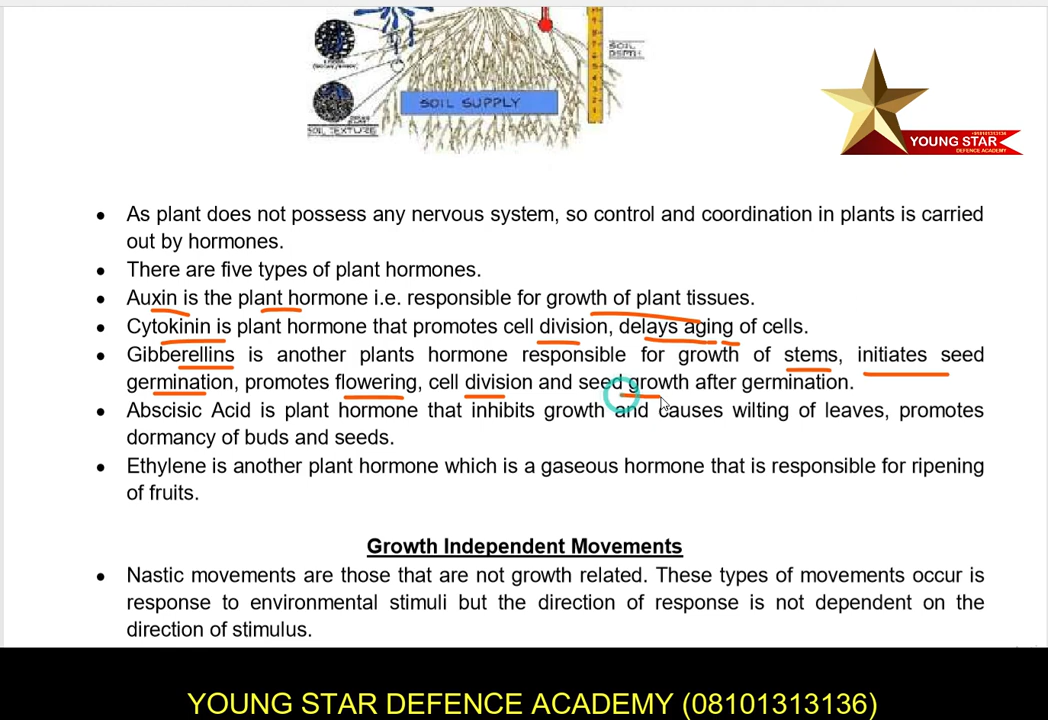 SOIL DEPTH
SOIL SUPPLY
SOIL TEXTURE
+918101313136
YOUNG STAR
DEFENCE ACADEMY
As plant does not possess any nervous system, so control and coordination in plants is carried
out by hormones.
There are five types of plant hormones.
Auxin is the plant hormone i.e. responsible for growth of plant tissues.
Cytokinin is plant hormone that promotes cell division, delays aging of cells.
Gibberellins is another plants hormone responsible for growth of stems, initiates seed
germination, promotes flowering, cell division and seed growth after germination.
Abscisic Acid is plant hormone that inhibits growth and causes wilting of leaves, promotes
dormancy of buds and seeds.
Ethylene is another plant hormone which is a gaseous hormone that is responsible for ripening
of fruits.
Growth Independent Movements
Nastic movements are those that are not growth related. These types of movements occur is
response to environmental stimuli but the direction of response is not dependent on the
direction of stimulus.
YOUNG STAR DEFENCE ACADEMY (08101313136)